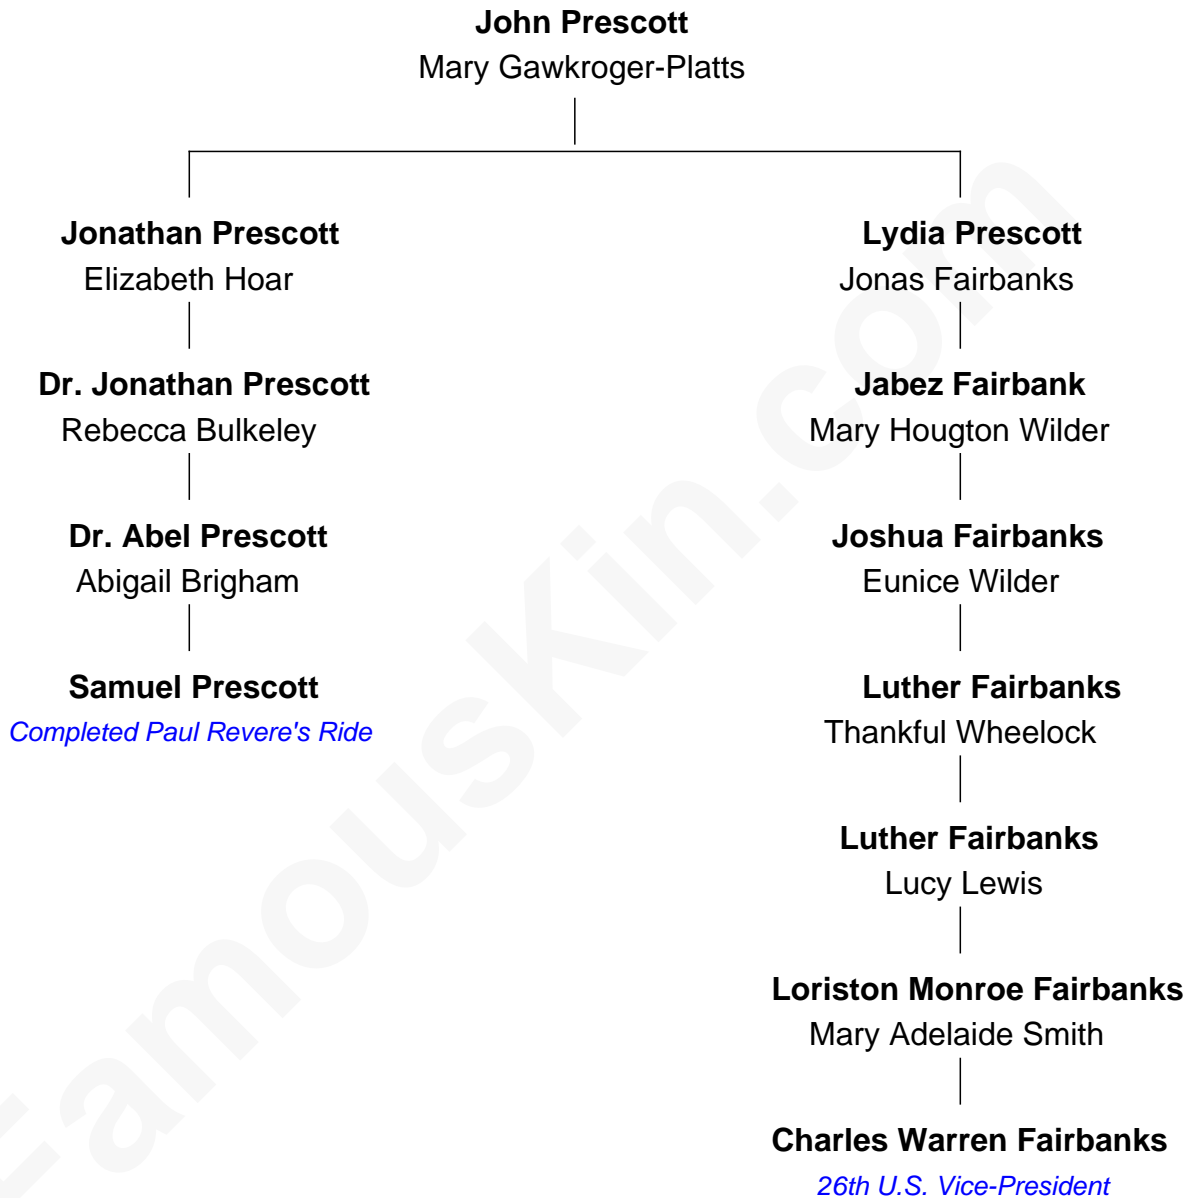 John Prescott
Mary Gawkroger-Platts
Jonathan Prescott
Elizabeth Hoar
Lydia Prescott
Jonas Fairbanks
Dr. Jonathan Prescott
Rebecca Bulkeley
Jabez Fairbank
Mary Hougton Wilder
Dr. Abel Prescott
Abigail Brigham
Joshua Fairbanks
Eunice Wilder
Samuel Prescott
Completed Paul Revere's Ride
Luther Fairbanks
Thankful Wheelock
Luther Fairbanks
Lucy Lewis
Loriston Monroe Fairbanks
Mary Adelaide Smith
Charles Warren Fairbanks
26th U.S. Vice-President
FamousKin.com